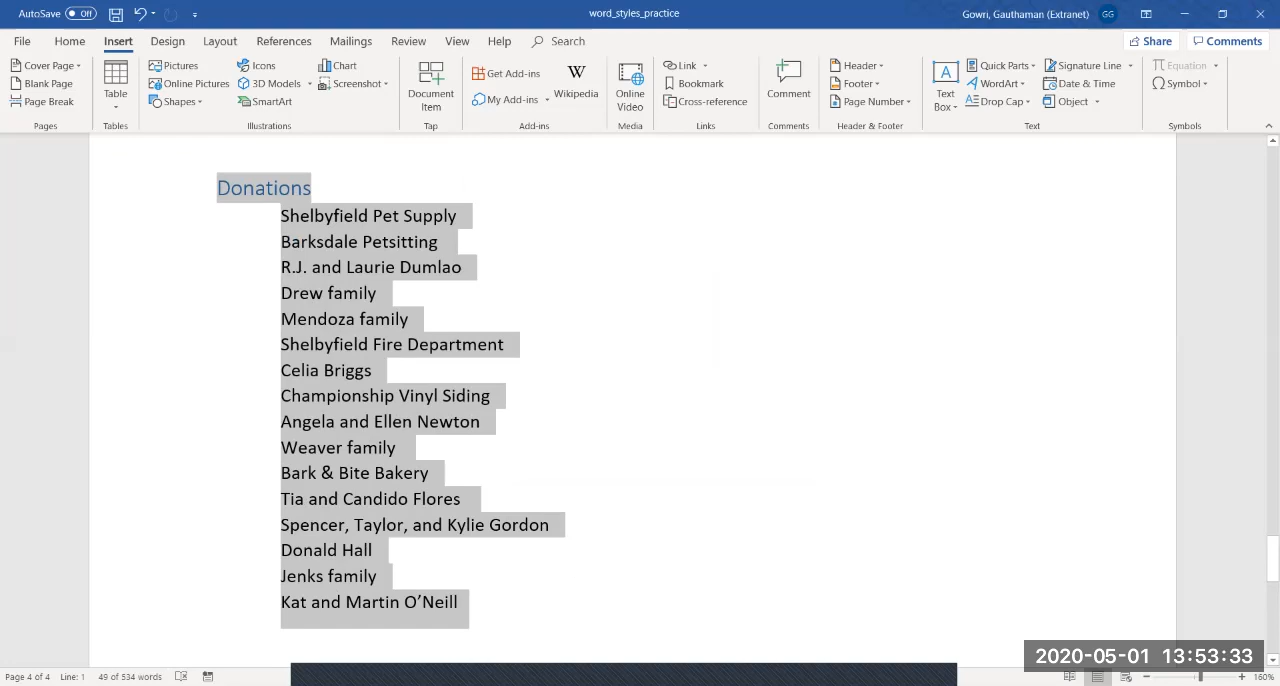 AutoSave Off
word_styles_practice
Gowri, Gauthaman (Extranet) GG
File Home Insert Design Layout References Mailings Review View Help Search
Share Comments
Cover Page
Blank Page
Page Break
Pages
Table
Tables
Pictures
Online Pictures
Shapes
Icons
3D Models
SmartArt
Chart
Screenshot
Illustrations
Document
Item
Tap
Get Add-ins
My Add-ins
W
Wikipedia
Add-ins
Online
Video
Media
Link
Bookmark
Cross-reference
Links
Comment
Comments
Header
Footer
Page Number
Header & Footer
Text
Box
Quick Parts
WordArt
Drop Cap
Signature Line
Date & Time
Object
Text
Equation
Symbol
Symbols
Donations
Shelbyfield Pet Supply
Barksdale Petsitting
R.J. and Laurie Dumlao
Drew family
Mendoza family
Shelbyfield Fire Department
Celia Briggs
Championship Vinyl Siding
Angela and Ellen Newton
Weaver family
Bark & Bite Bakery
Tia and Candido Flores
Spencer, Taylor, and Kylie Gordon
Donald Hall
Jenks family
Kat and Martin O’Neill
2020-05-01 13:53:33
Page 4 of 4 Line: 1 49 of 534 words
160%